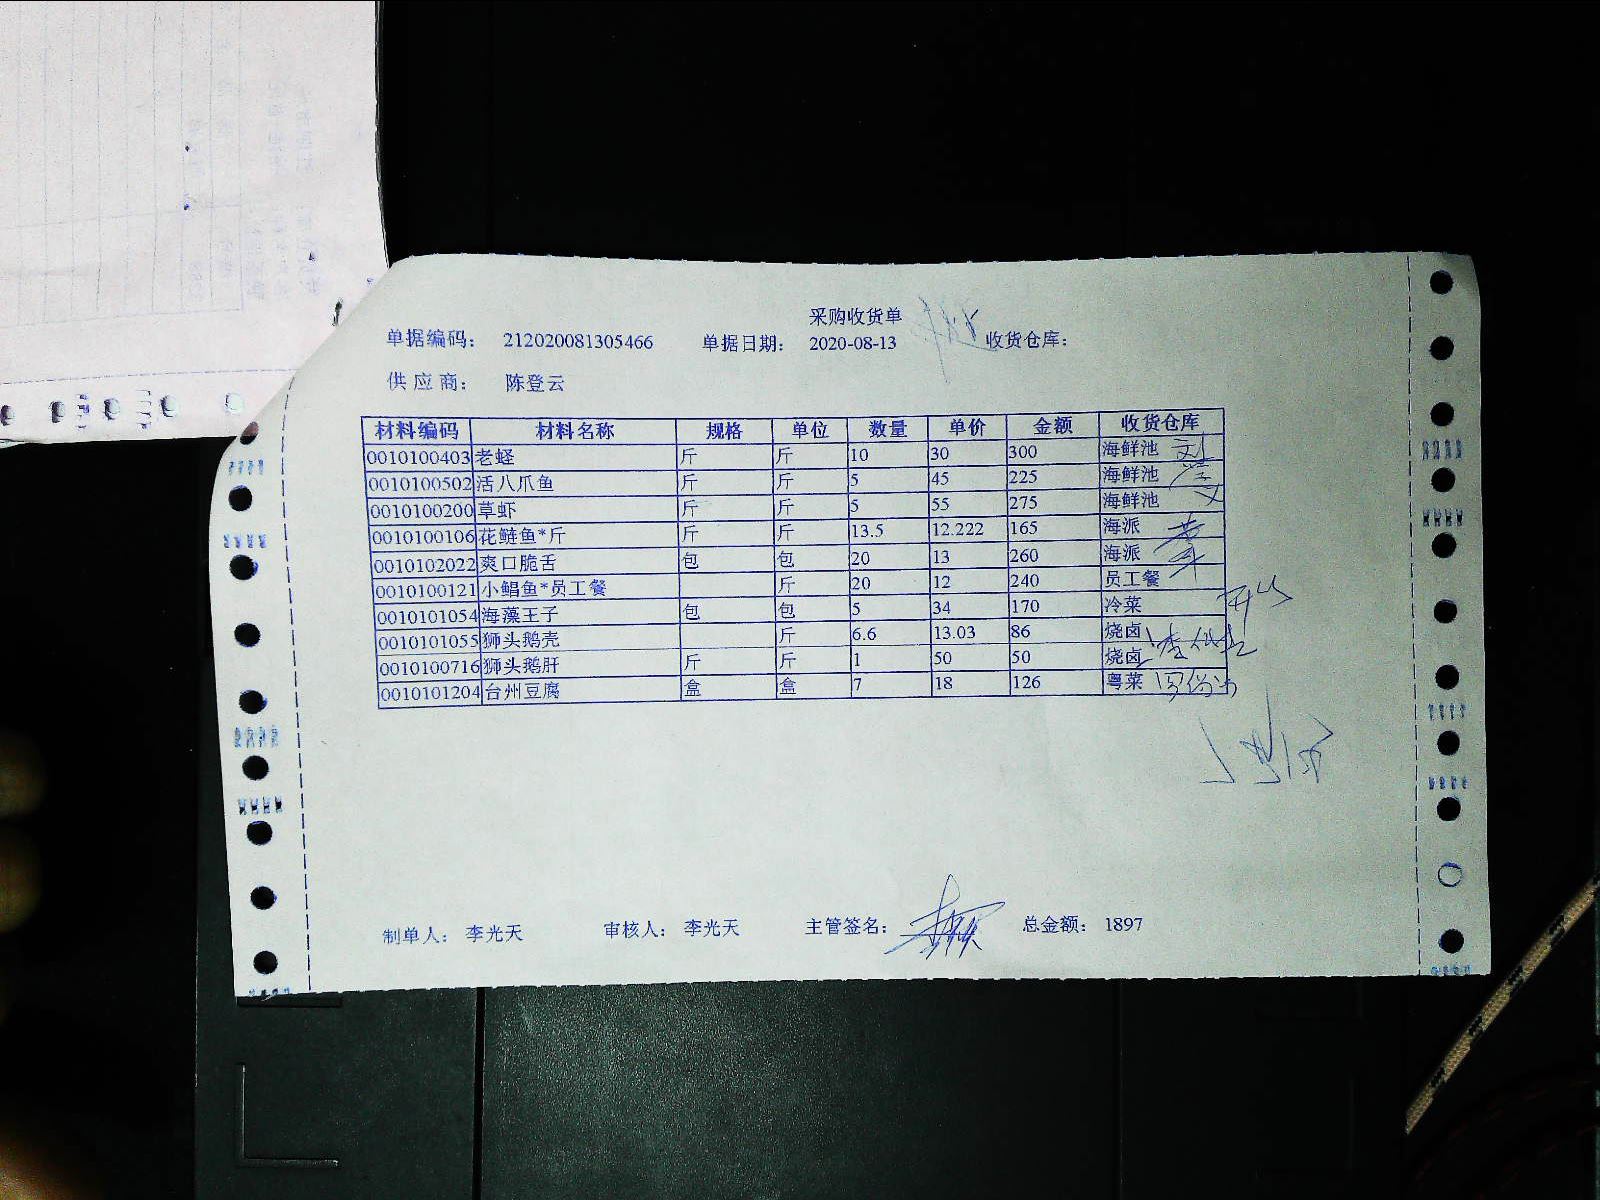 采购收货单
单据编码： 212020081305466 单据日期： 2020-08-13 收货仓库：
供应商： 陈登云
材料编码 材料名称 规格 单位 数量 单价 金额 收货仓库
0010100403 老蛏 斤 斤 10 30 300 海鲜池
0010100502 活八爪鱼 斤 斤 5 45 225 海鲜池
0010100200 草虾 斤 斤 5 55 275 海鲜池
0010100106 花鲢鱼*斤 斤 斤 13.5 12.222 165 海派
0010102022 爽口脆舌 包 包 20 13 260 海派
0010100121 小鲳鱼*员工餐 斤 20 12 240 员工餐
0010101054 海藻王子 包 包 5 34 170 冷菜
0010101055 狮头鹅壳 斤 6.6 13.03 86 烧卤
0010100716 狮头鹅肝 斤 斤 1 50 50 烧卤
0010101204 台州豆腐 盒 盒 7 18 126 粤菜
制单人： 李光天 审核人： 李光天 主管签名： 总金额： 1897